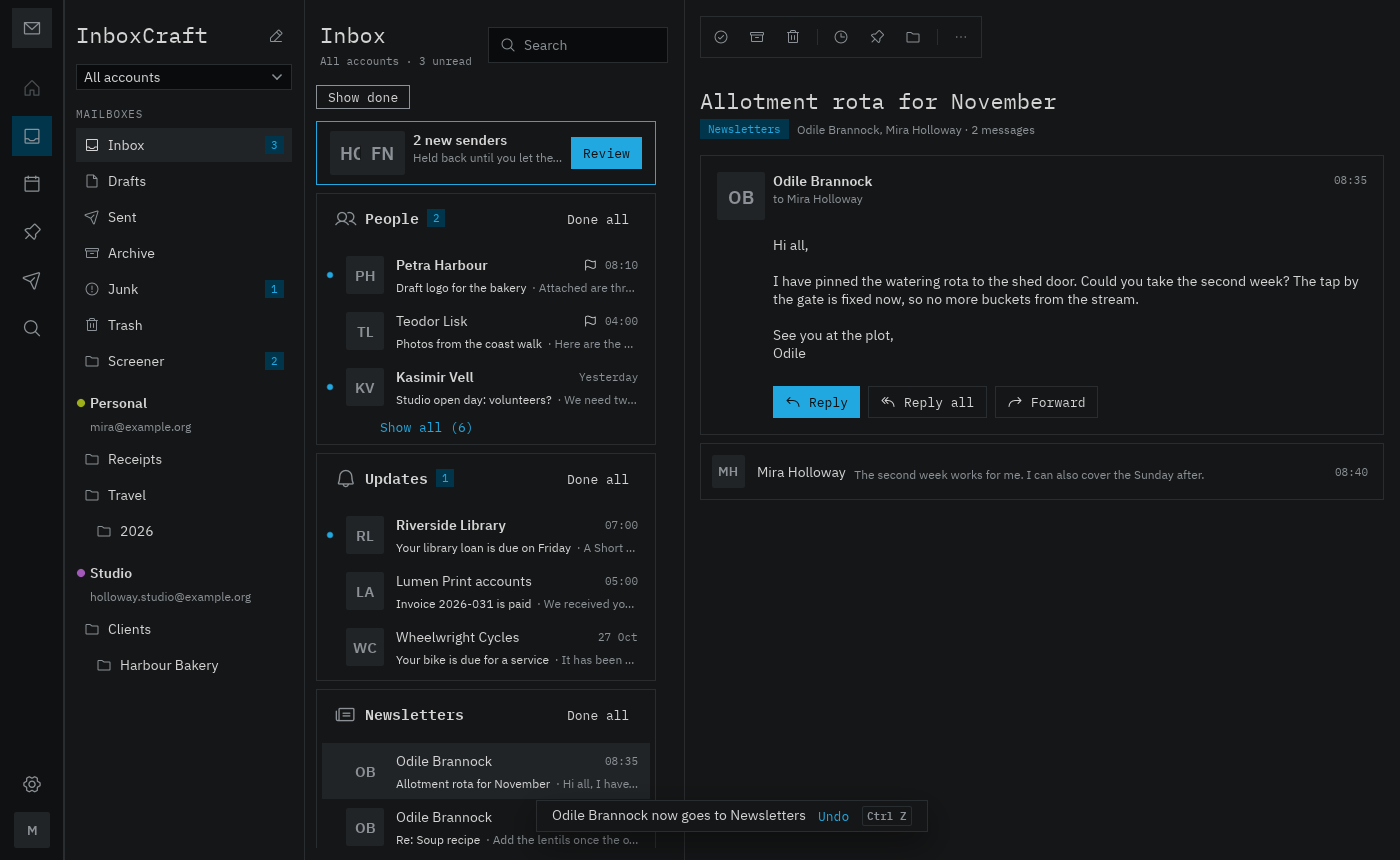 InboxCraft
All accounts
MAILBOXES
Inbox 3
Drafts
Sent
Archive
Junk 1
Trash
Screener 2
Personal
mira@example.org
Receipts
Travel
2026
Studio
holloway.studio@example.org
Clients
Harbour Bakery
M
Inbox
All accounts · 3 unread
Search
Show done
HC FN
2 new senders
Held back until you let the...
Review
People 2 Done all
PH
Petra Harbour 08:10
Draft logo for the bakery · Attached are thr...
TL
Teodor Lisk 04:00
Photos from the coast walk · Here are the ...
KV
Kasimir Vell Yesterday
Studio open day: volunteers? · We need tw...
Show all (6)
Updates 1 Done all
RL
Riverside Library 07:00
Your library loan is due on Friday · A Short ...
LA
Lumen Print accounts 05:00
Invoice 2026-031 is paid · We received yo...
WC
Wheelwright Cycles 27 Oct
Your bike is due for a service · It has been ...
Newsletters Done all
OB
Odile Brannock 08:35
Allotment rota for November · Hi all, I have...
OB
Odile Brannock
Re: Soup recipe · Add the lentils once the o...
Allotment rota for November
Newsletters Odile Brannock, Mira Holloway · 2 messages
OB
Odile Brannock 08:35
to Mira Holloway
Hi all,
I have pinned the watering rota to the shed door. Could you take the second week? The tap by
the gate is fixed now, so no more buckets from the stream.
See you at the plot,
Odile
Reply Reply all Forward
MH Mira Holloway The second week works for me. I can also cover the Sunday after. 08:40
Odile Brannock now goes to Newsletters Undo Ctrl Z